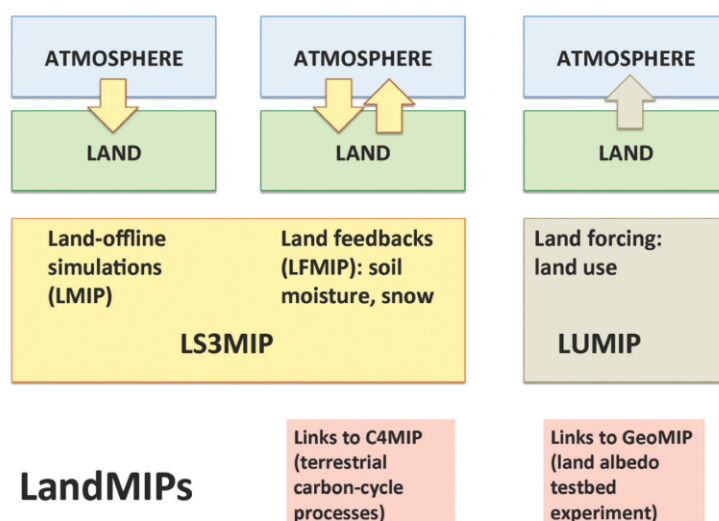 ATMOSPHERE
LAND
ATMOSPHERE
LAND
ATMOSPHERE
LAND
Land-offline
simulations
(LMIP)
Land feedbacks
(LFMIP): soil
moisture, snow
LS3MIP
Land forcing:
land use
LUMIP
LandMIPs
Links to C4MIP
(terrestrial
carbon-cycle
processes)
Links to GeoMIP
(land albedo
testbed
experiment)